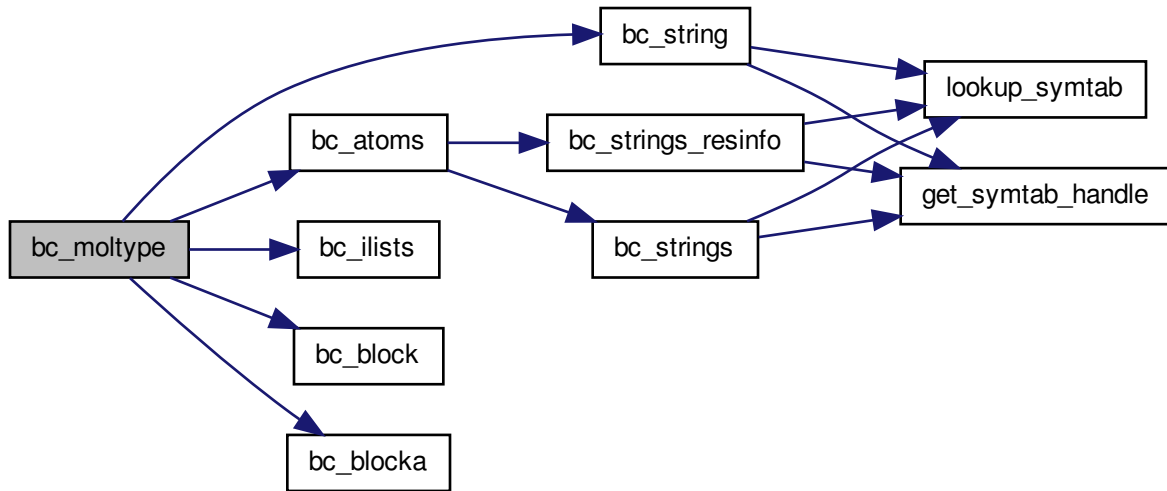 bc_string
lookup_symtab
bc_atoms
bc_strings_resinfo
get_symtab_handle
bc_moltype
bc_ilists
bc_strings
bc_block
bc_blocka